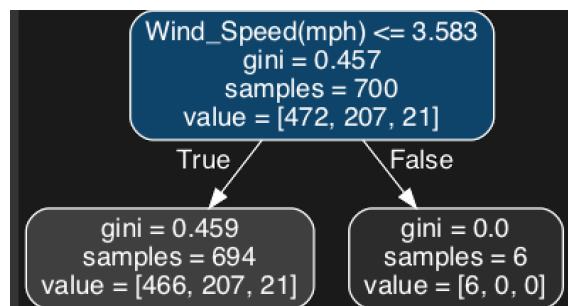 Wind_Speed(mph) <= 3.583
gini = 0.457
samples = 700
value = [472, 207, 21]
True
False
gini = 0.459
samples = 694
value = [466, 207, 21]
gini = 0.0
samples = 6
value = [6, 0, 0]